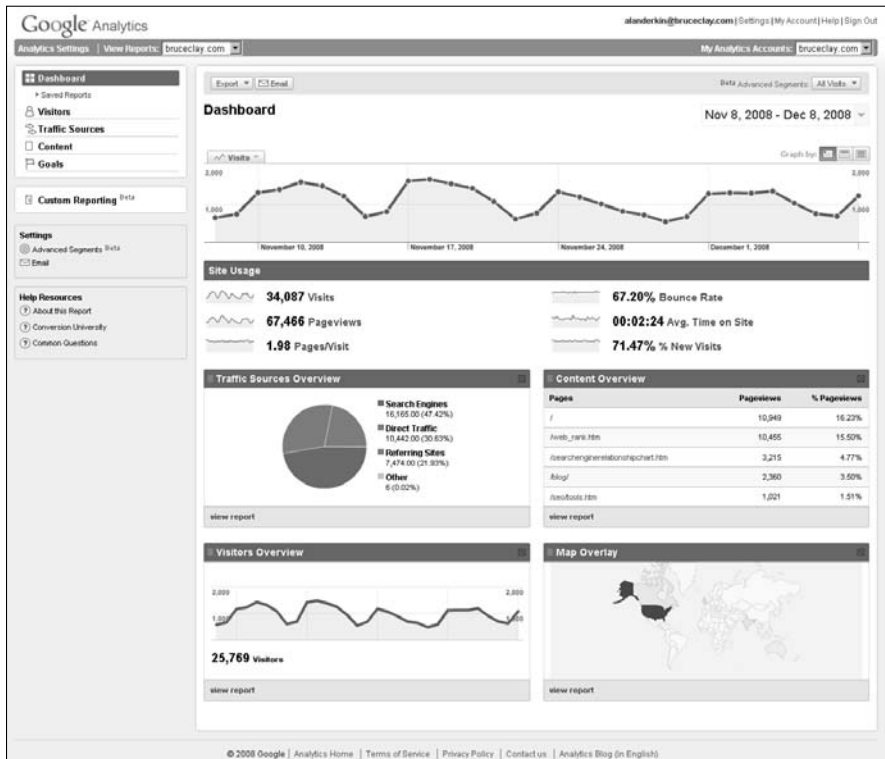 Google Analytics
alanderkin@bruceclay.com | Settings | My Account | Help | Sign Out
Analytics Settings | View Reports: bruceclay.com
My Analytics Accounts: bruceclay.com
Dashboard
Saved Reports
Visitors
Traffic Sources
Content
Goals
Custom Reporting Beta
Settings
Advanced Segments Beta
Email
Help Resources
About this Report
Conversion University
Common Questions
Export Email
Beta Advanced Segments: All Visits
Dashboard
Nov 8, 2008 - Dec 8, 2008
Visits
Graph by:
2,000 2,000
1,000 1,000
November 10, 2008 November 17, 2008 November 24, 2008 December 1, 2008
Site Usage
34,087 Visits
67,466 Pageviews
1.98 Pages/Visit
67.20% Bounce Rate
00:02:24 Avg. Time on Site
71.47% % New Visits
Traffic Sources Overview
Search Engines
16,165.00 (47.42%)
Direct Traffic
10,442.00 (30.63%)
Referring Sites
7,474.00 (21.93%)
Other
6 (0.02%)
view report
Content Overview
Pages Pageviews % Pageviews
/ 10,949 16.23%
/web_rank.htm 10,455 15.50%
/searchenginerelationshipchart.htm 3,215 4.77%
/blog/ 2,360 3.50%
/seo/tools.htm 1,021 1.51%
view report
Visitors Overview
2,000 2,000
1,000 1,000
25,769 Visitors
view report
Map Overlay
view report
© 2008 Google | Analytics Home | Terms of Service | Privacy Policy | Contact us | Analytics Blog (in English)